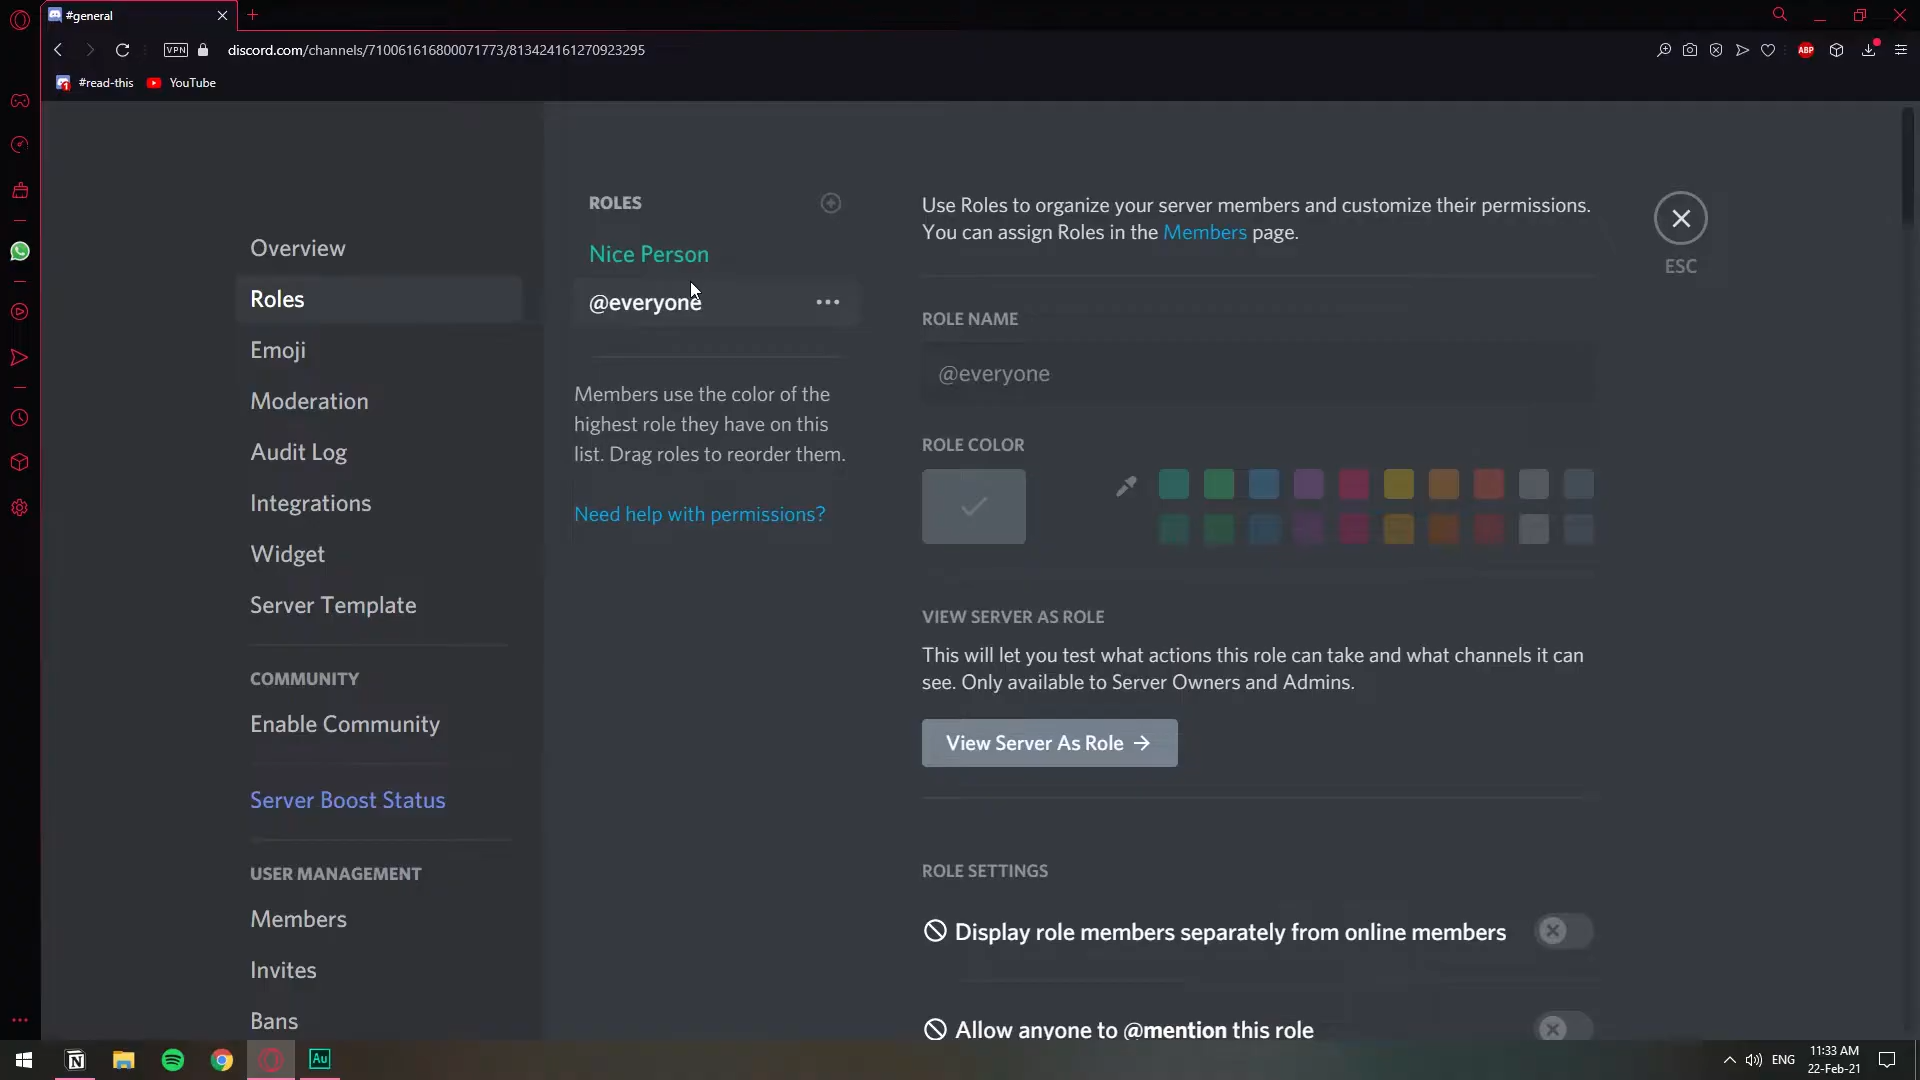 #general
VPN
discord.com/channels/710061616800071773/813424161270923295
ABP
#read-this
YouTube
ROLES
Nice Person
@everyone
Members use the color of the
highest role they have on this
list. Drag roles to reorder them.
Need help with permissions?
Overview
Roles
Emoji
Moderation
Audit Log
Integrations
Widget
Server Template
COMMUNITY
Enable Community
Server Boost Status
USER MANAGEMENT
Members
Invites
Bans
Use Roles to organize your server members and customize their permissions.
You can assign Roles in the Members page.
ESC
ROLE NAME
@everyone
ROLE COLOR
VIEW SERVER AS ROLE
This will let you test what actions this role can take and what channels it can
see. Only available to Server Owners and Admins.
View Server As Role
ROLE SETTINGS
Display role members separately from online members
Allow anyone to @mention this role
Au
ENG
11:33 AM
22-Feb-21